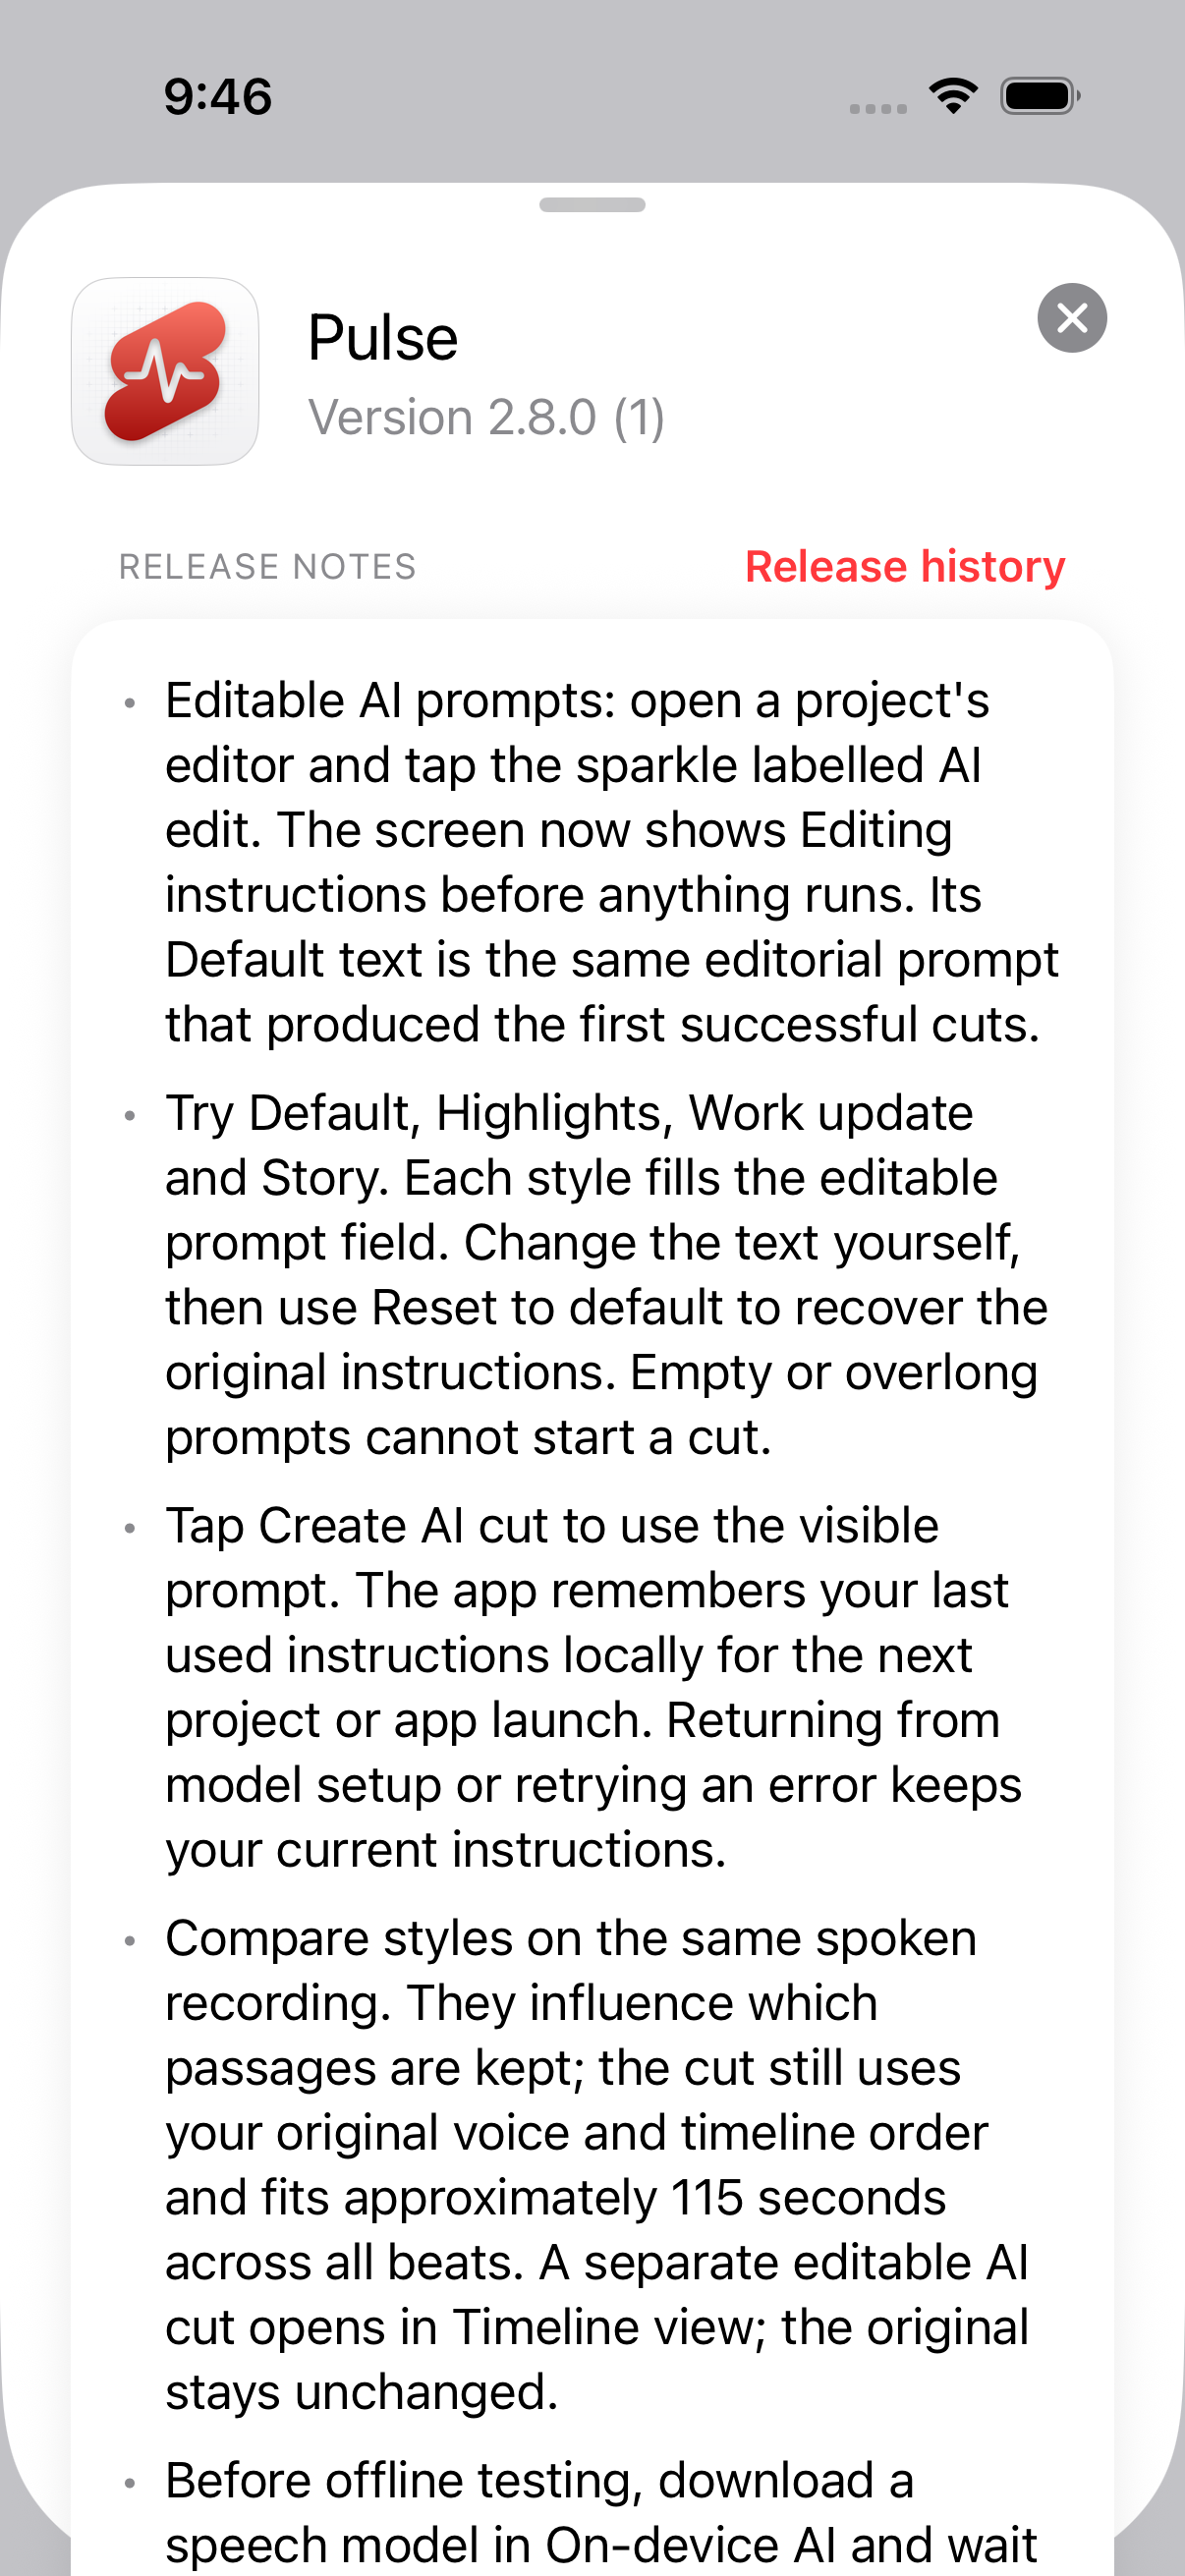 9:46
Pulse
Version 2.8.0 (1)
RELEASE NOTES
Release history
• Editable AI prompts: open a project's
editor and tap the sparkle labelled AI
edit. The screen now shows Editing
instructions before anything runs. Its
Default text is the same editorial prompt
that produced the first successful cuts.
• Try Default, Highlights, Work update
and Story. Each style fills the editable
prompt field. Change the text yourself,
then use Reset to default to recover the
original instructions. Empty or overlong
prompts cannot start a cut.
• Tap Create AI cut to use the visible
prompt. The app remembers your last
used instructions locally for the next
project or app launch. Returning from
model setup or retrying an error keeps
your current instructions.
• Compare styles on the same spoken
recording. They influence which
passages are kept; the cut still uses
your original voice and timeline order
and fits approximately 115 seconds
across all beats. A separate editable AI
cut opens in Timeline view; the original
stays unchanged.
• Before offline testing, download a
speech model in On-device AI and wait